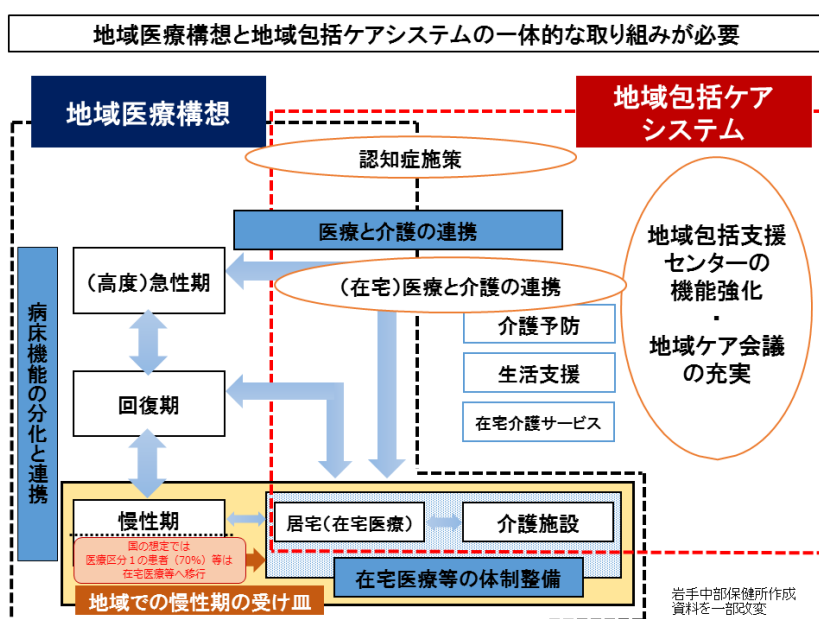 地域医療構想と地域包括ケアシステムの一体的な取り組みが必要
地域医療構想
地域包括ケア
システム
認知症施策
医療と介護の連携
(高度)急性期
(在宅)医療と介護の連携
地域包括支援
センターの
機能強化
・
地域ケア会議
の充実
病床機能の分化と連携
介護予防
生活支援
回復期
在宅介護サービス
慢性期
居宅(在宅医療)
介護施設
国の想定では
医療区分1の患者(70%)等は
在宅医療等へ移行
在宅医療等の体制整備
地域での慢性期の受け皿
岩手中部保健所作成
資料を一部改変